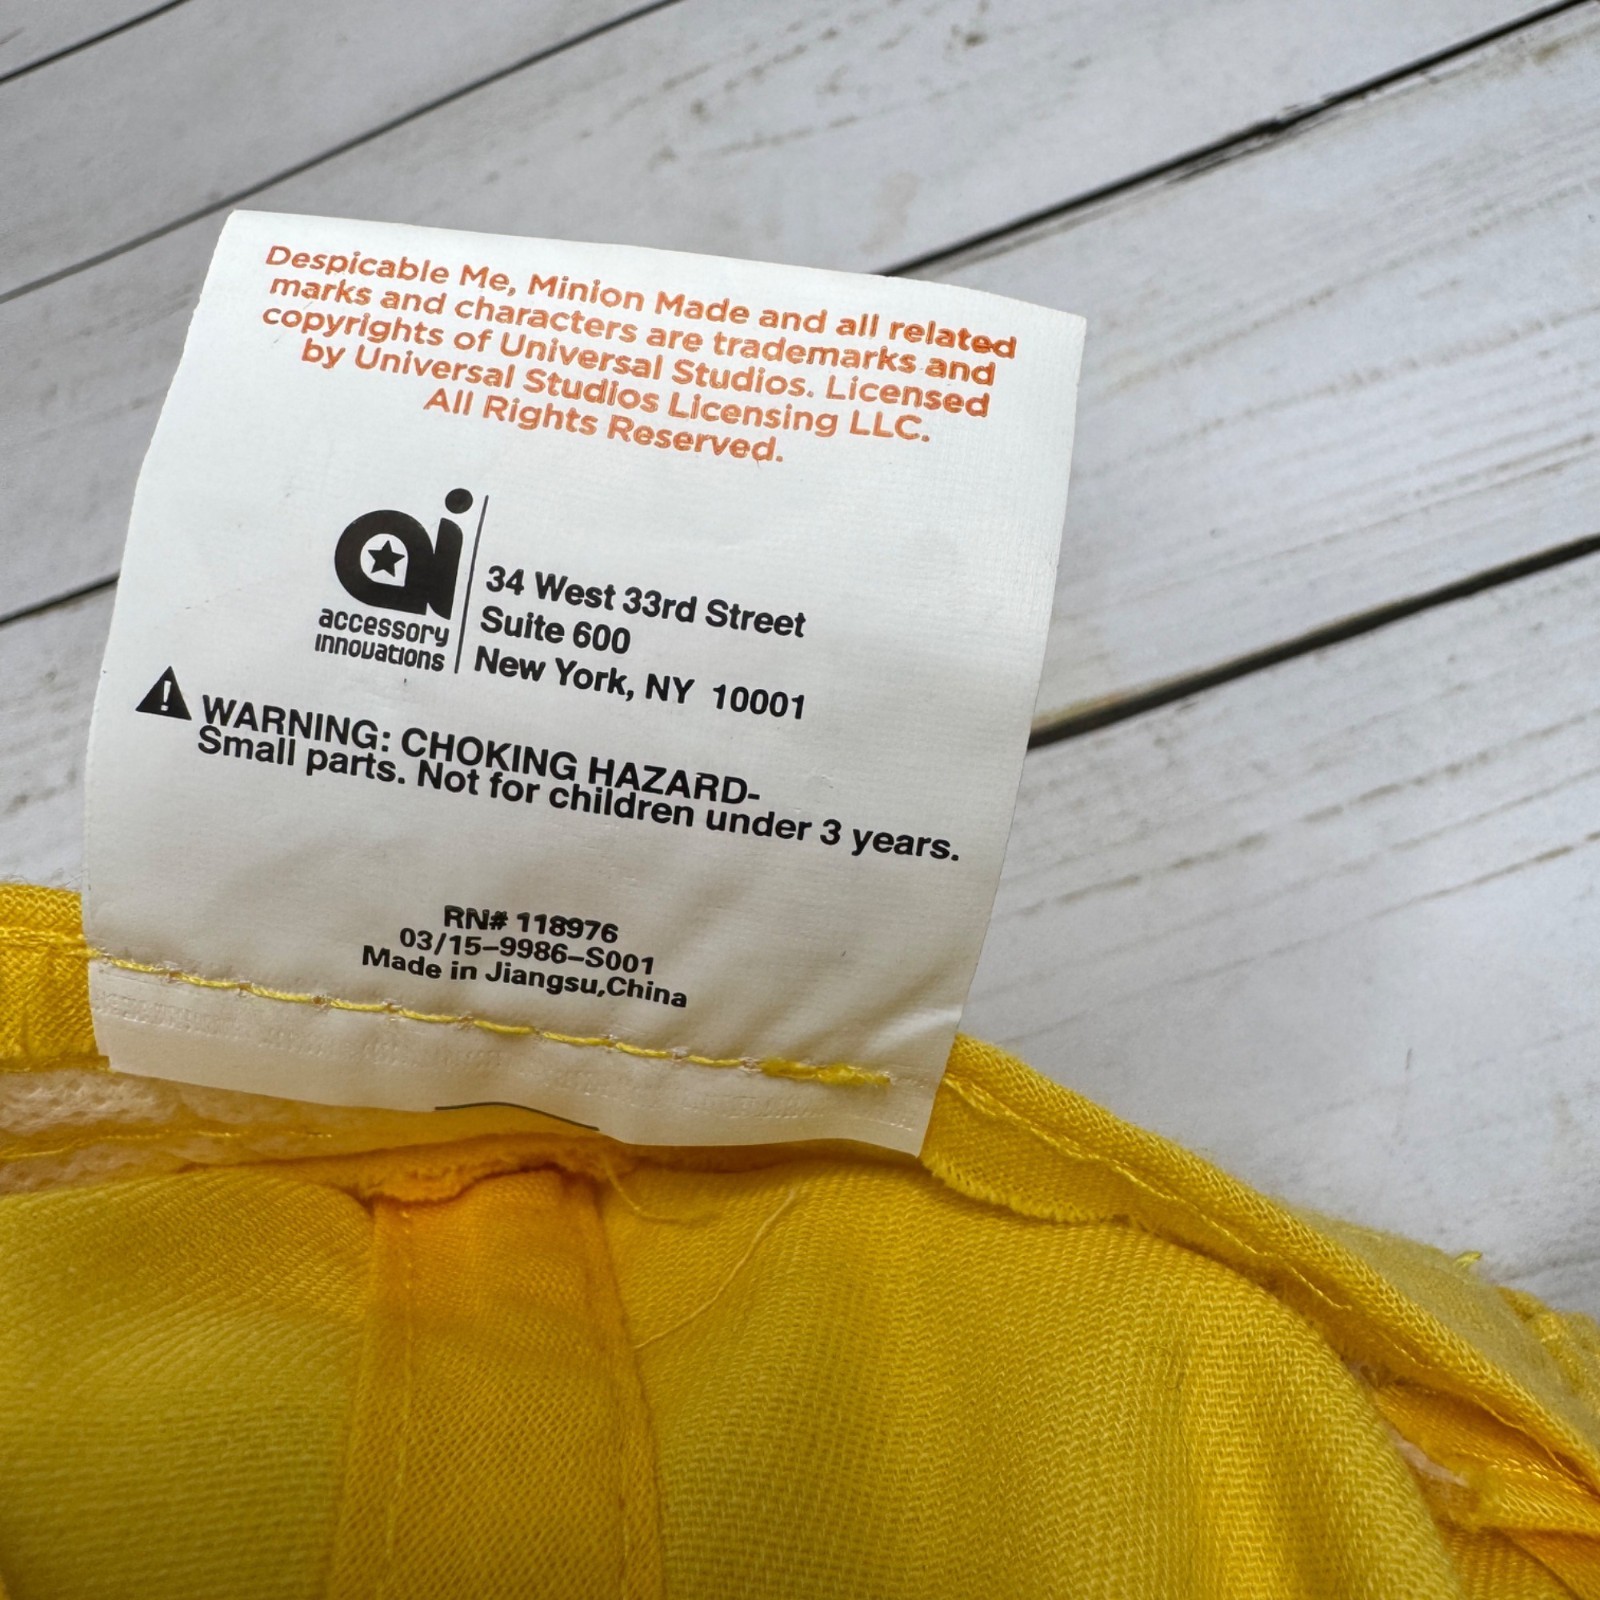 Despicable Me, Minion Made and all related
marks and characters are trademarks and
copyrights of Universal Studios. Licensed
by Universal Studios Licensing LLC.
All Rights Reserved.
ai
accessory
innovations
34 West 33rd Street
Suite 600
New York, NY 10001
WARNING: CHOKING HAZARD-
Small parts. Not for children under 3 years.
RN# 118976
03/15-9986-S001
Made in Jiangsu,China